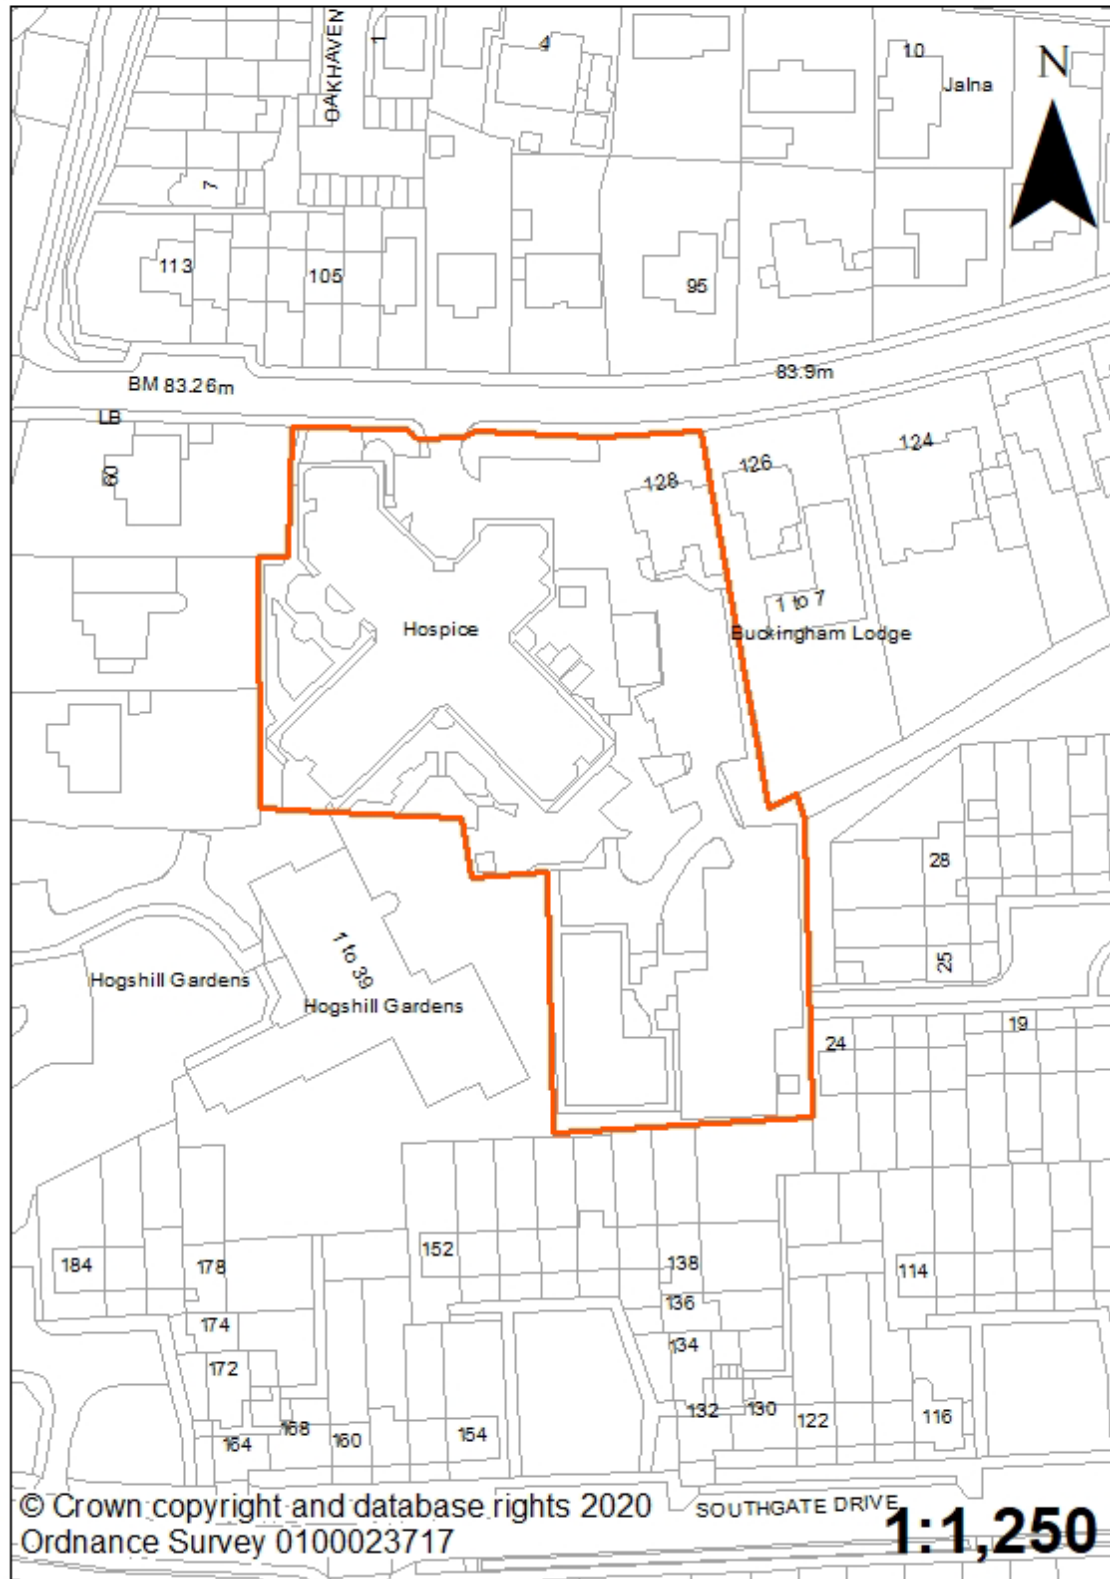 OAKHAVEN
1
4
10
Jalna
N
7
113
105
95
BM 83.26m
83.9m
LB
60
128
126
124
Hospice
1 to 7
Buckingham Lodge
28
25
1 to 39
Hogshill Gardens
Hogshill Gardens
24
19
184
178
152
138
114
136
174
134
172
132
130
122
116
168
164
160
154
© Crown copyright and database rights 2020
Ordnance Survey 0100023717
SOUTHGATE DRIVE
1:1,250